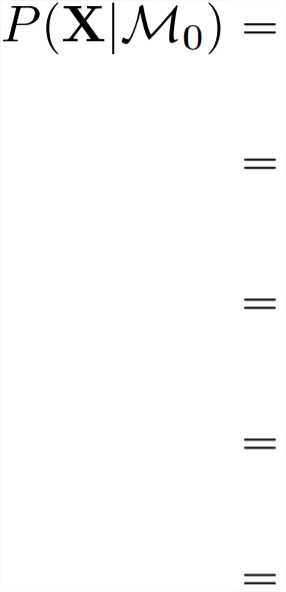 P(𝐗|ℳ₀) =
=
=
=
=